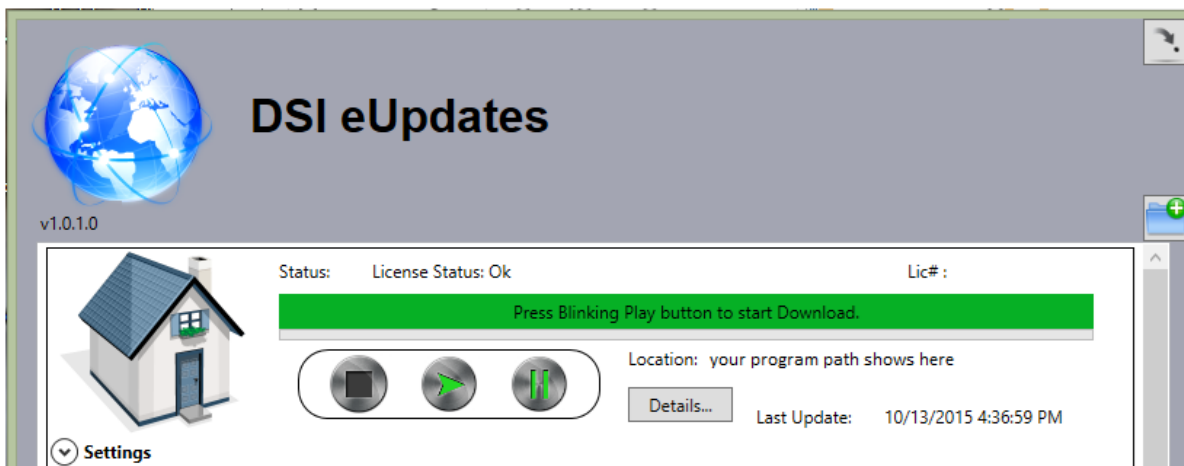 DSI eUpdates
v1.0.1.0
Status: License Status: Ok Lic# :
Press Blinking Play button to start Download.
Location: your program path shows here
Details... Last Update: 10/13/2015 4:36:59 PM
Settings